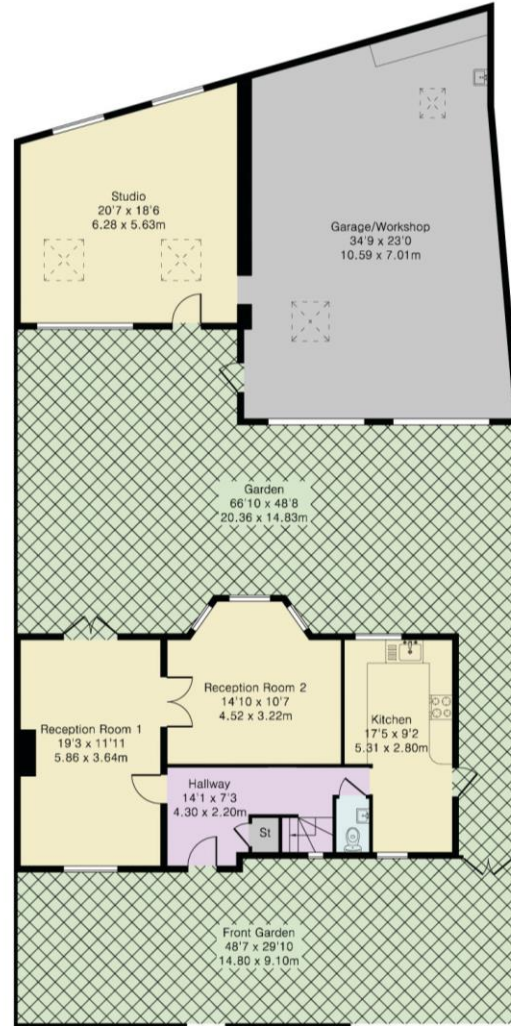 Studio
20'7 x 18'6
6.28 x 5.63m
Garage/Workshop
34'9 x 23'0
10.59 x 7.01m
Garden
66'10 x 48'8
20.36 x 14.83m
Reception Room 1
19'3 x 11'11
5.86 x 3.64m
Reception Room 2
14'10 x 10'7
4.52 x 3.22m
Kitchen
17'5 x 9'2
5.31 x 2.80m
Hallway
14'1 x 7'3
4.30 x 2.20m
St
Front Garden
48'7 x 29'10
14.80 x 9.10m